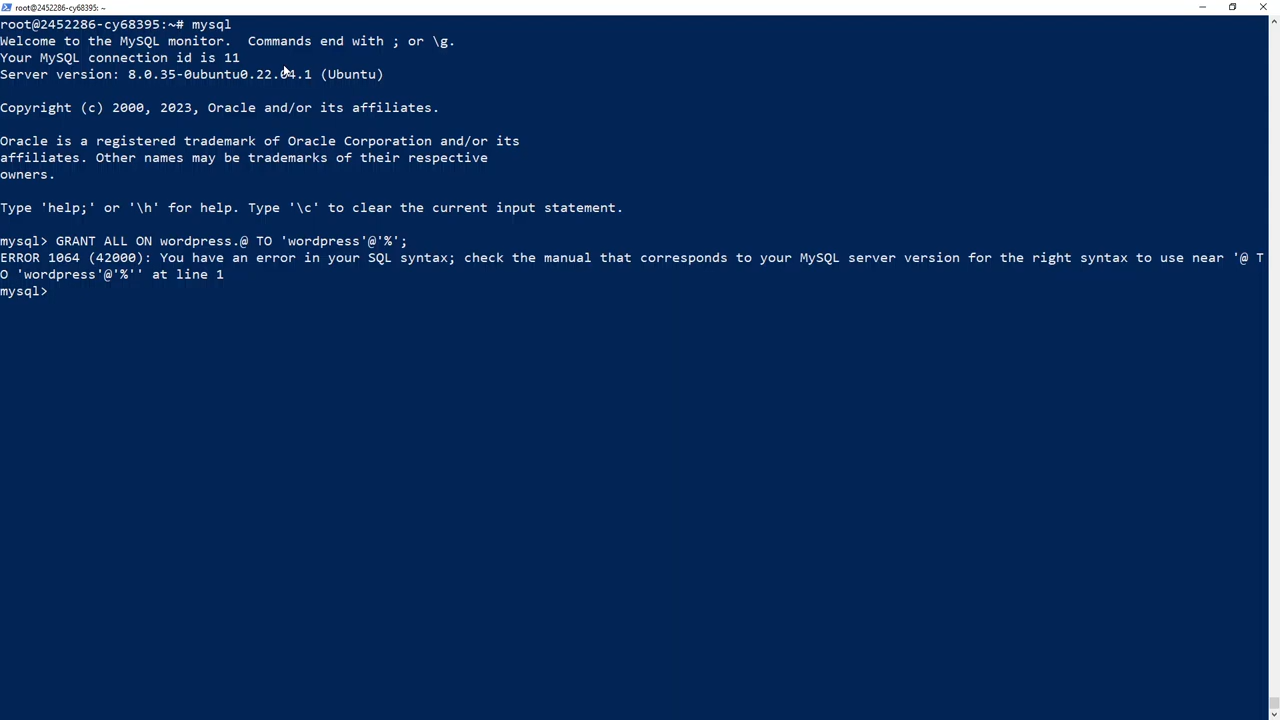 root@2452286-cy68395: ~
root@2452286-cy68395:~# mysql
Welcome to the MySQL monitor.  Commands end with ; or \g.
Your MySQL connection id is 11
Server version: 8.0.35-0ubuntu0.22.04.1 (Ubuntu)
Copyright (c) 2000, 2023, Oracle and/or its affiliates.
Oracle is a registered trademark of Oracle Corporation and/or its
affiliates. Other names may be trademarks of their respective
owners.
Type 'help;' or '\h' for help. Type '\c' to clear the current input statement.
mysql> GRANT ALL ON wordpress.@ TO 'wordpress'@'%';
ERROR 1064 (42000): You have an error in your SQL syntax; check the manual that corresponds to your MySQL server version for the right syntax to use near '@ T
O 'wordpress'@'%'' at line 1
mysql>